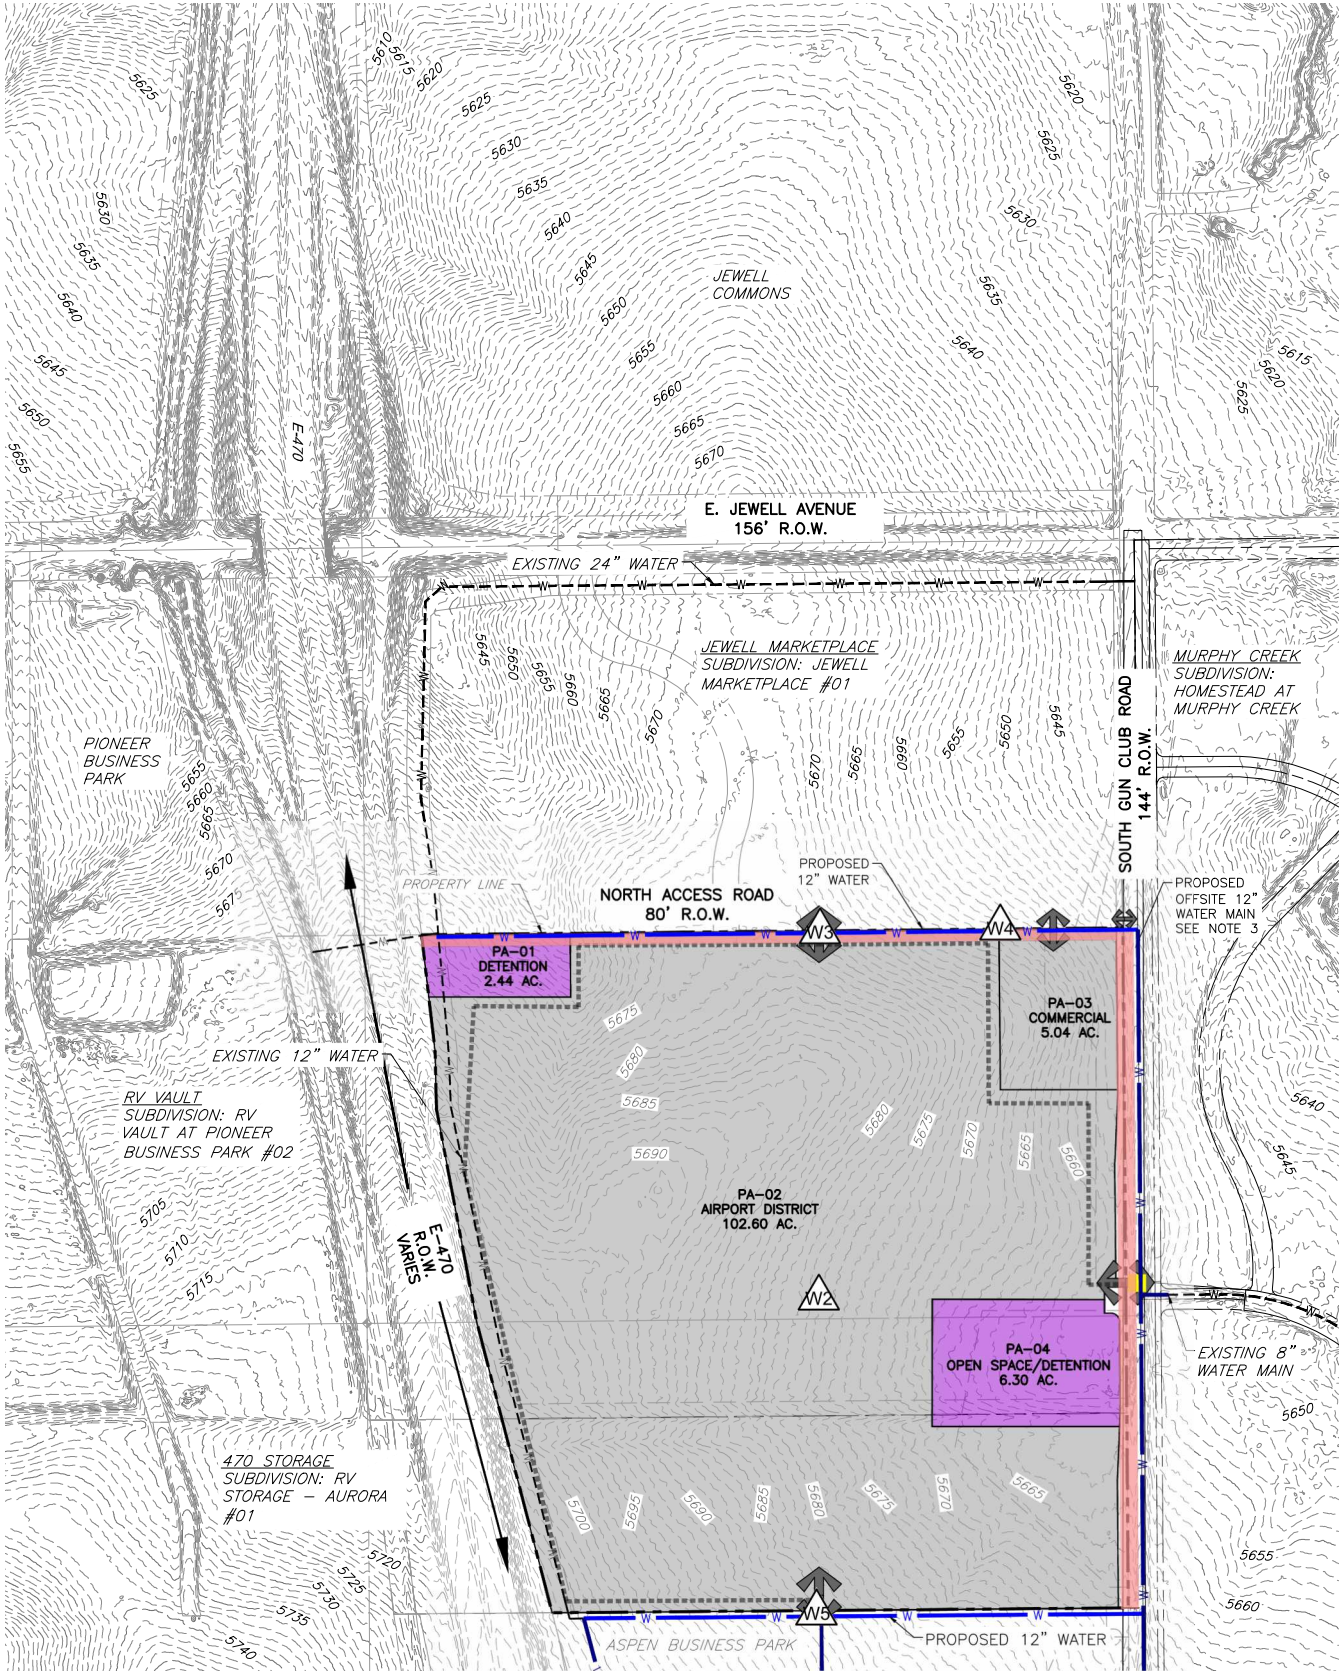 5610
5615
5620
5625
5625
5630
5635
5640
5645
5650
5655
5660
5665
5670
5620
5625
5630
5635
5640
5630
5635
5640
5645
5650
5655
5615
5620
5625
JEWELL
COMMONS
E-470
E. JEWELL AVENUE
156' R.O.W.
EXISTING 24" WATER
W W W W W W
JEWELL MARKETPLACE
SUBDIVISION: JEWELL
MARKETPLACE #01
MURPHY CREEK
SUBDIVISION:
HOMESTEAD AT
MURPHY CREEK
SOUTH GUN CLUB ROAD
144' R.O.W.
5645
5650
5655
5660
5665
5670
5670
5665
5660
5655
5650
5645
PIONEER
BUSINESS
PARK
5655
5660
5665
5670
5675
PROPERTY LINE
NORTH ACCESS ROAD
80' R.O.W.
PROPOSED
12" WATER
PROPOSED
OFFSITE 12"
WATER MAIN
SEE NOTE 3
W3
W4
PA-01
DETENTION
2.44 AC.
PA-03
COMMERCIAL
5.04 AC.
EXISTING 12" WATER
5675
5680
5685
5690
5680
5675
5670
5665
5660
RV VAULT
SUBDIVISION: RV
VAULT AT PIONEER
BUSINESS PARK #02
5640
5645
PA-02
AIRPORT DISTRICT
102.60 AC.
5705
5710
5715
E-470
R.O.W.
VARIES
W2
PA-04
OPEN SPACE/DETENTION
6.30 AC.
EXISTING 8"
WATER MAIN
5650
470 STORAGE
SUBDIVISION: RV
STORAGE – AURORA
#01
5700
5695
5690
5685
5680
5675
5670
5665
5720
5725
5730
5735
5740
5655
5660
W5
ASPEN BUSINESS PARK
PROPOSED 12" WATER